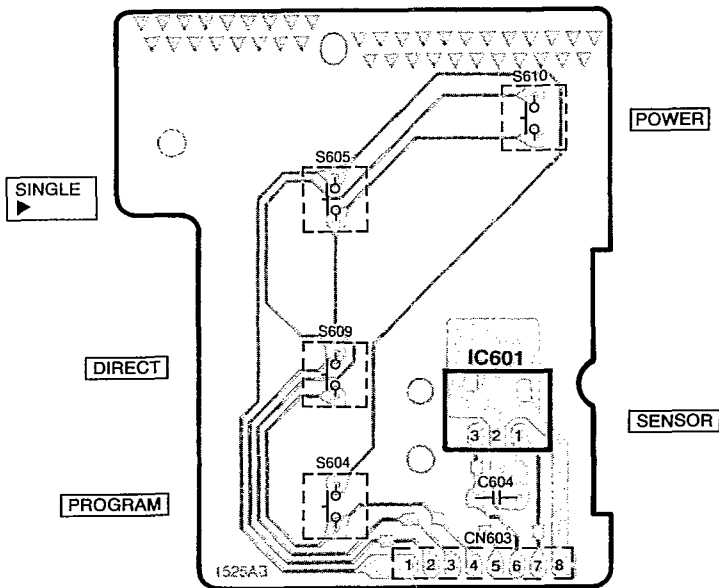 S610
POWER
S605
SINGLE
▶
S609
IC601
DIRECT
SENSOR
3 2 1
S604
C604
PROGRAM
CN603
1525A3
1 2 3 4 5 6 7 8